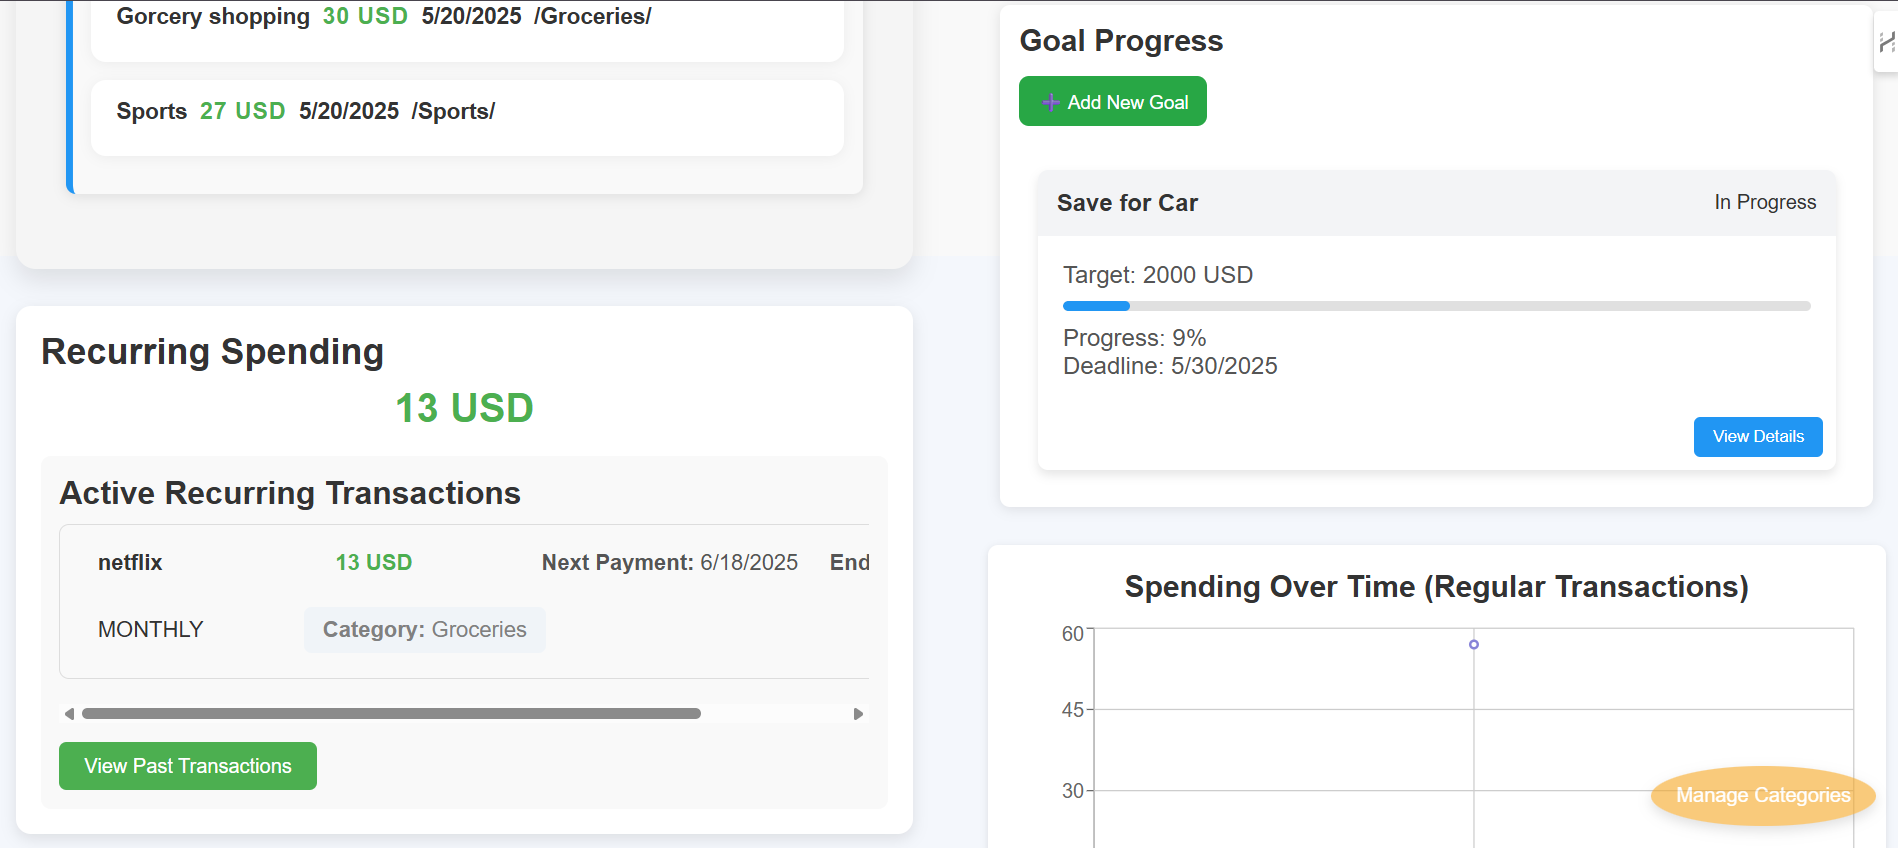 Gorcery shopping 30 USD 5/20/2025 /Groceries/
Sports 27 USD 5/20/2025 /Sports/
Recurring Spending
13 USD
Active Recurring Transactions
netflix 13 USD Next Payment: 6/18/2025 End
MONTHLY Category: Groceries
View Past Transactions
Goal Progress
Add New Goal
Save for Car In Progress
Target: 2000 USD
Progress: 9%
Deadline: 5/30/2025
View Details
Spending Over Time (Regular Transactions)
60
45
30
Manage Categories